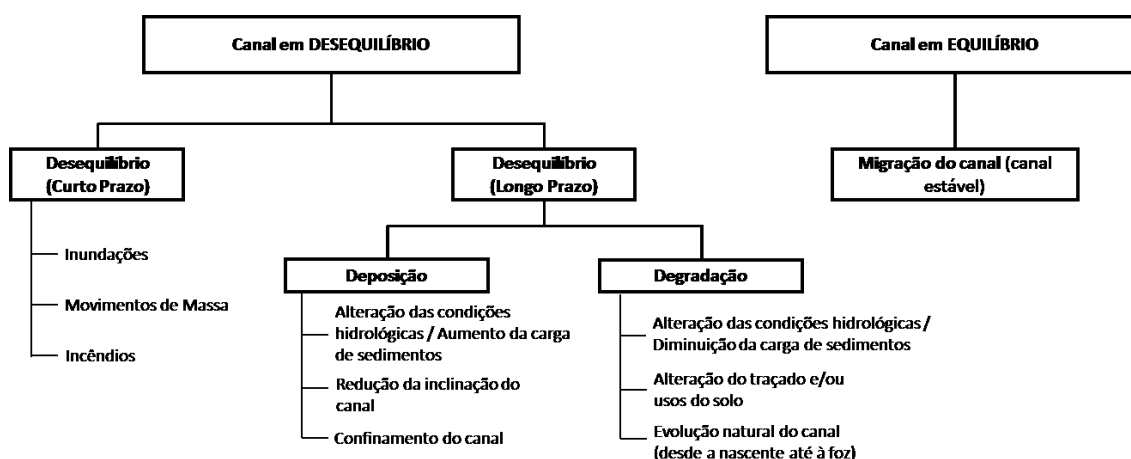 Canal em DESEQUILÍBRIO
Canal em EQUILÍBRIO
Desequilíbrio
(Curto Prazo)
Desequilíbrio
(Longo Prazo)
Migração do canal (canal
estável)
Inundações
Movimentos de Massa
Incêndios
Deposição
Degradação
Alteração das condições
hidrológicas / Aumento da carga
de sedimentos
Redução da inclinação do
canal
Confinamento do canal
Alteração das condições hidrológicas /
Diminuição da carga de sedimentos
Alteração do traçado e/ou
usos do solo
Evolução natural do canal
(desde a nascente até à foz)